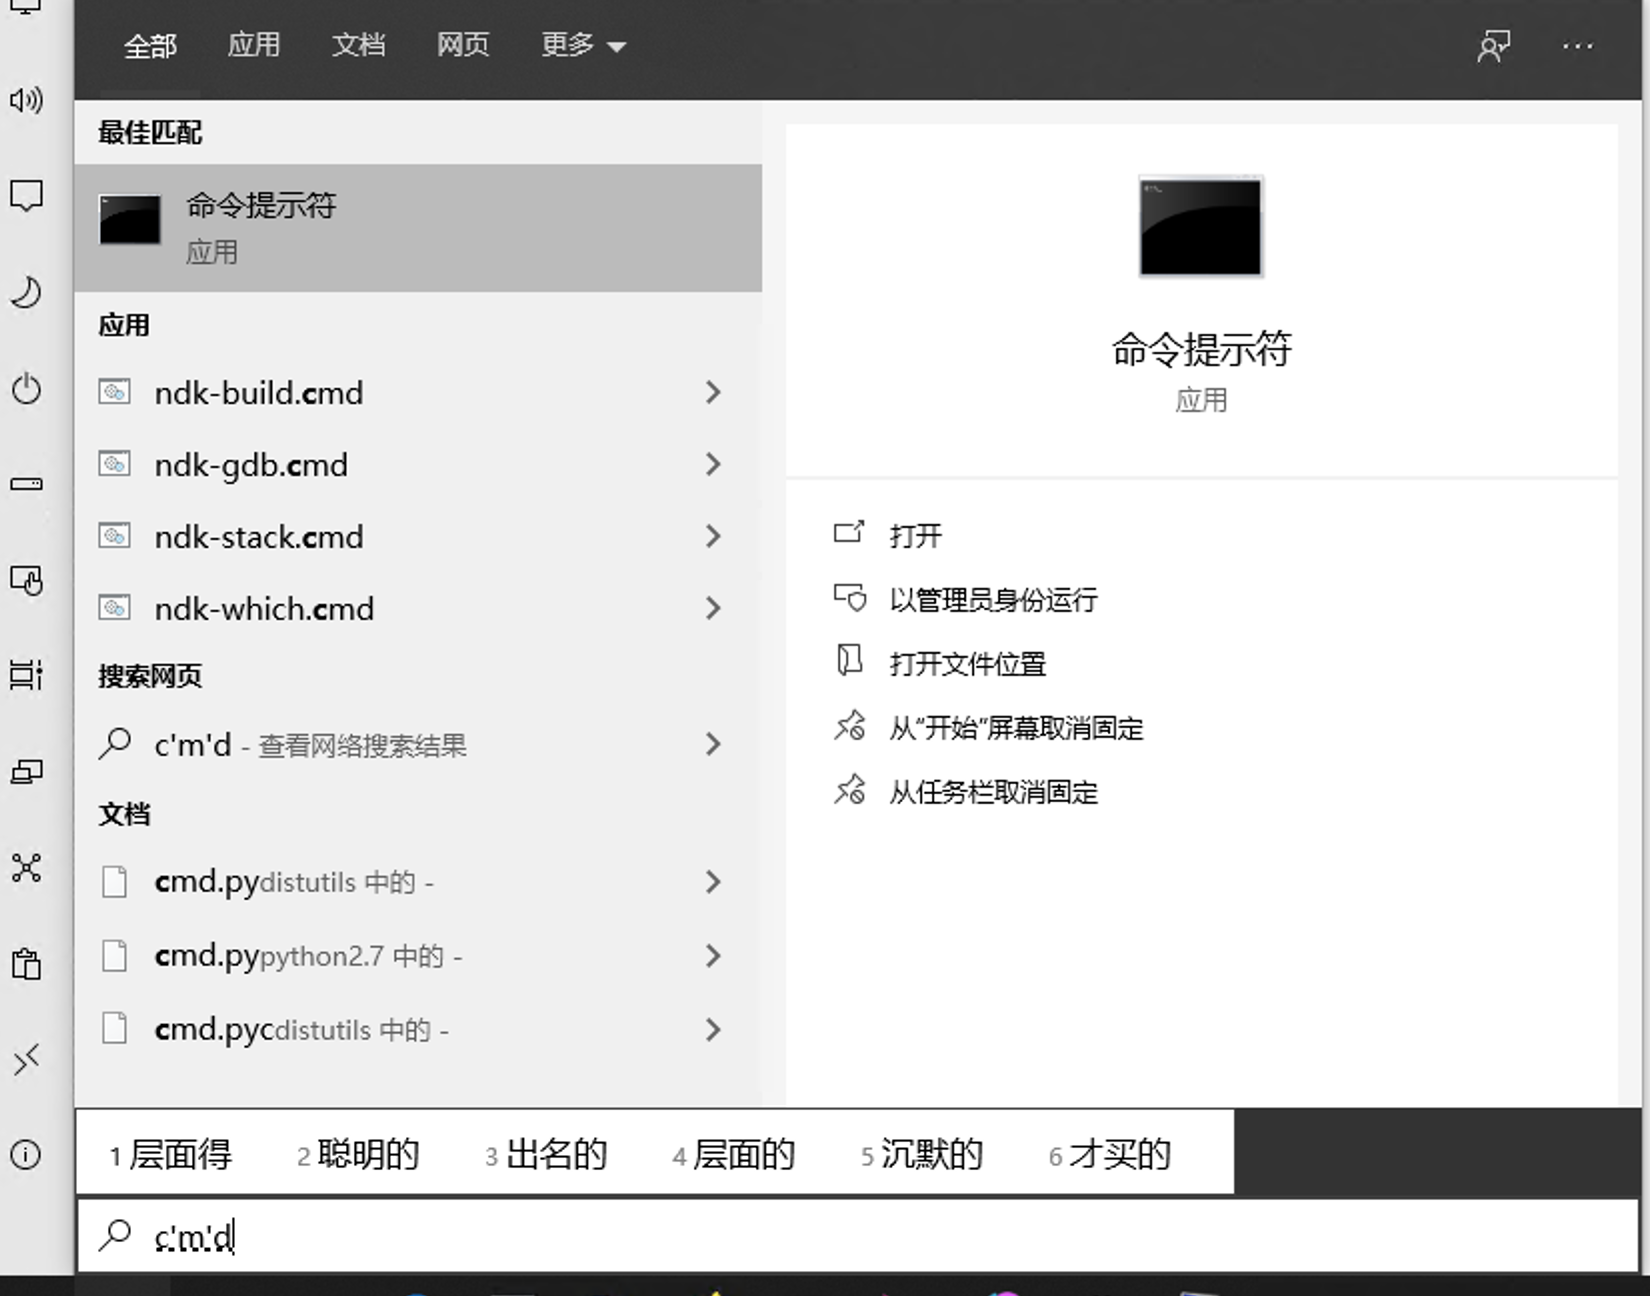 全部 应用 文档 网页 更多
最佳匹配
命令提示符
应用
应用
ndk-build.cmd
ndk-gdb.cmd
ndk-stack.cmd
ndk-which.cmd
搜索网页
c'm'd - 查看网络搜索结果
文档
cmd.pydistutils 中的 -
cmd.pypython2.7 中的 -
cmd.pycdistutils 中的 -
命令提示符
应用
打开
以管理员身份运行
打开文件位置
从“开始”屏幕取消固定
从任务栏取消固定
1 层面得 2 聪明的 3 出名的 4 层面的 5 沉默的 6 才买的
c'm'd